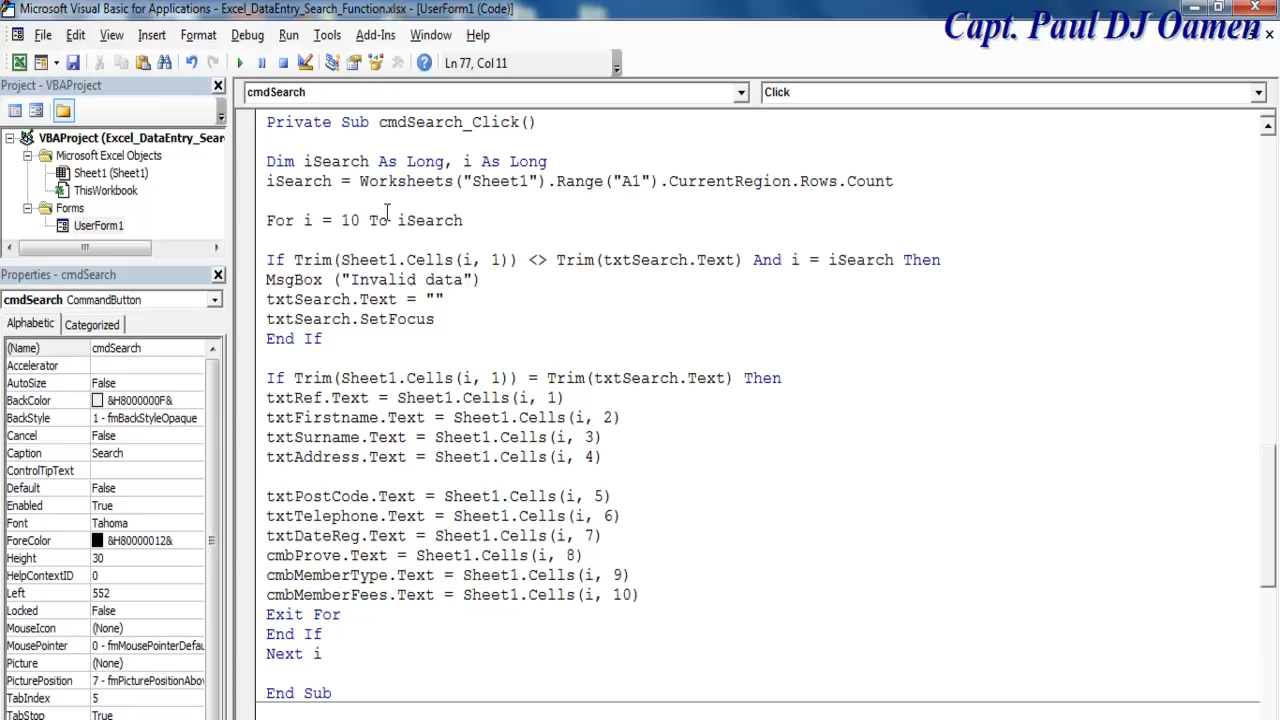 Microsoft Visual Basic for Applications - Excel_DataEntry_Search_Function.xlsx - [UserForm1 (Code)]
Capt. Paul DJ Oamen
File Edit View Insert Format Debug Run Tools Add-Ins Window Help
Ln 77, Col 11
Project - VBAProject
VBAProject (Excel_DataEntry_Sear
Microsoft Excel Objects
Sheet1 (Sheet1)
ThisWorkbook
Forms
UserForm1
Properties - cmdSearch
cmdSearch CommandButton
Alphabetic Categorized
(Name) cmdSearch
Accelerator
AutoSize False
BackColor &H8000000F&
BackStyle 1 - fmBackStyleOpaque
Cancel False
Caption Search
ControlTipText
Default False
Enabled True
Font Tahoma
ForeColor &H80000012&
Height 30
HelpContextID 0
Left 552
Locked False
MouseIcon (None)
MousePointer 0 - fmMousePointerDefau
Picture (None)
PicturePosition 7 - fmPicturePositionAbov
TabIndex 5
TabStop True
cmdSearch Click
Private Sub cmdSearch_Click()
Dim iSearch As Long, i As Long
iSearch = Worksheets("Sheet1").Range("A1").CurrentRegion.Rows.Count
For i = 10 To iSearch
If Trim(Sheet1.Cells(i, 1)) <> Trim(txtSearch.Text) And i = iSearch Then
MsgBox ("Invalid data")
txtSearch.Text = ""
txtSearch.SetFocus
End If
If Trim(Sheet1.Cells(i, 1)) = Trim(txtSearch.Text) Then
txtRef.Text = Sheet1.Cells(i, 1)
txtFirstname.Text = Sheet1.Cells(i, 2)
txtSurname.Text = Sheet1.Cells(i, 3)
txtAddress.Text = Sheet1.Cells(i, 4)
txtPostCode.Text = Sheet1.Cells(i, 5)
txtTelephone.Text = Sheet1.Cells(i, 6)
txtDateReg.Text = Sheet1.Cells(i, 7)
cmbProve.Text = Sheet1.Cells(i, 8)
cmbMemberType.Text = Sheet1.Cells(i, 9)
cmbMemberFees.Text = Sheet1.Cells(i, 10)
Exit For
End If
Next i
End Sub